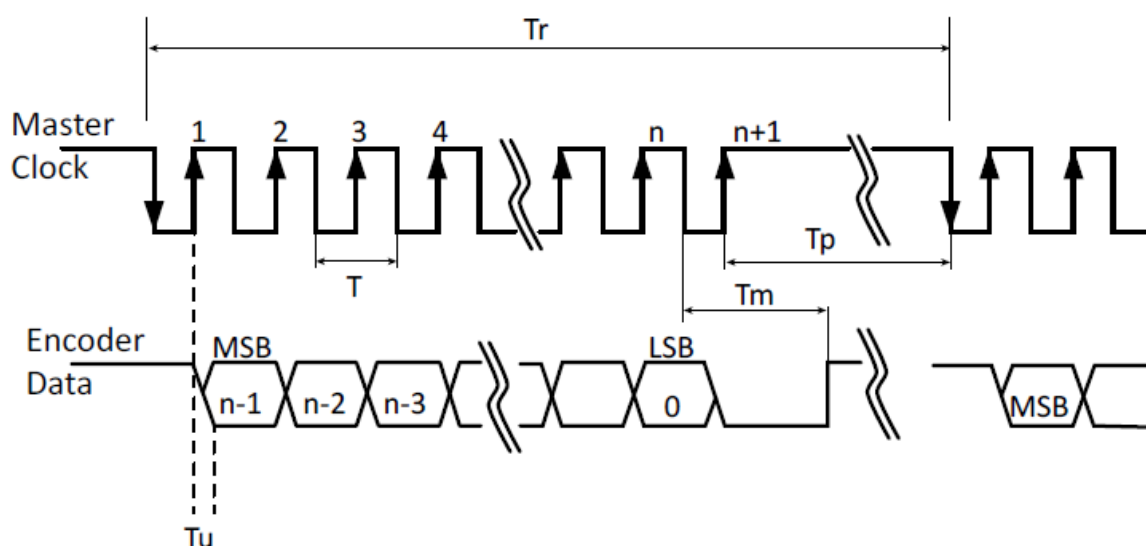 Tr
Master
Clock
1 2 3 4 n n+1
T
Tp
Tm
Encoder
Data
MSB
LSB
n-1 n-2 n-3 0 MSB
Tu